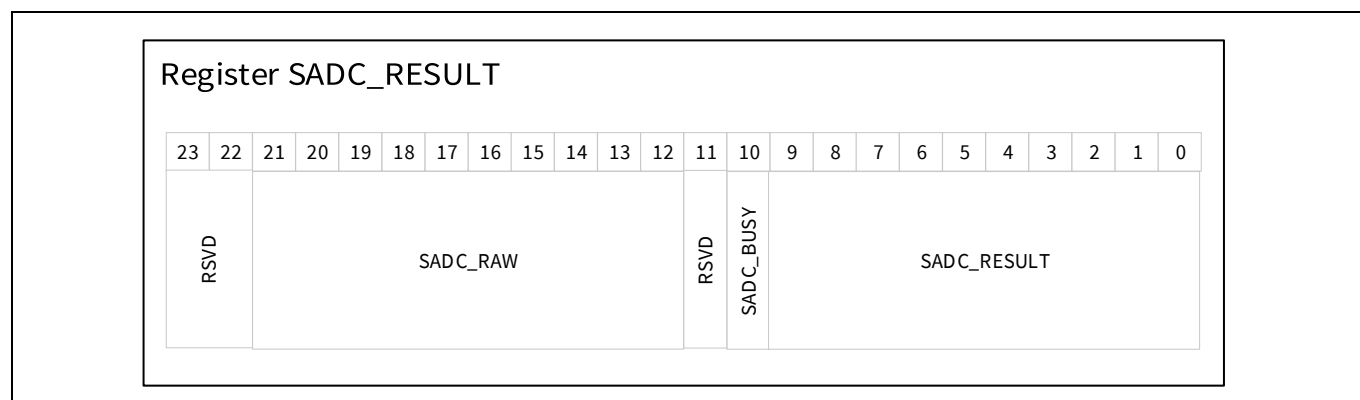 Register SADC_RESULT
23 22 21 20 19 18 17 16 15 14 13 12 11 10 9 8 7 6 5 4 3 2 1 0
RSVD SADC_RAW RSVD SADC_BUSY SADC_RESULT